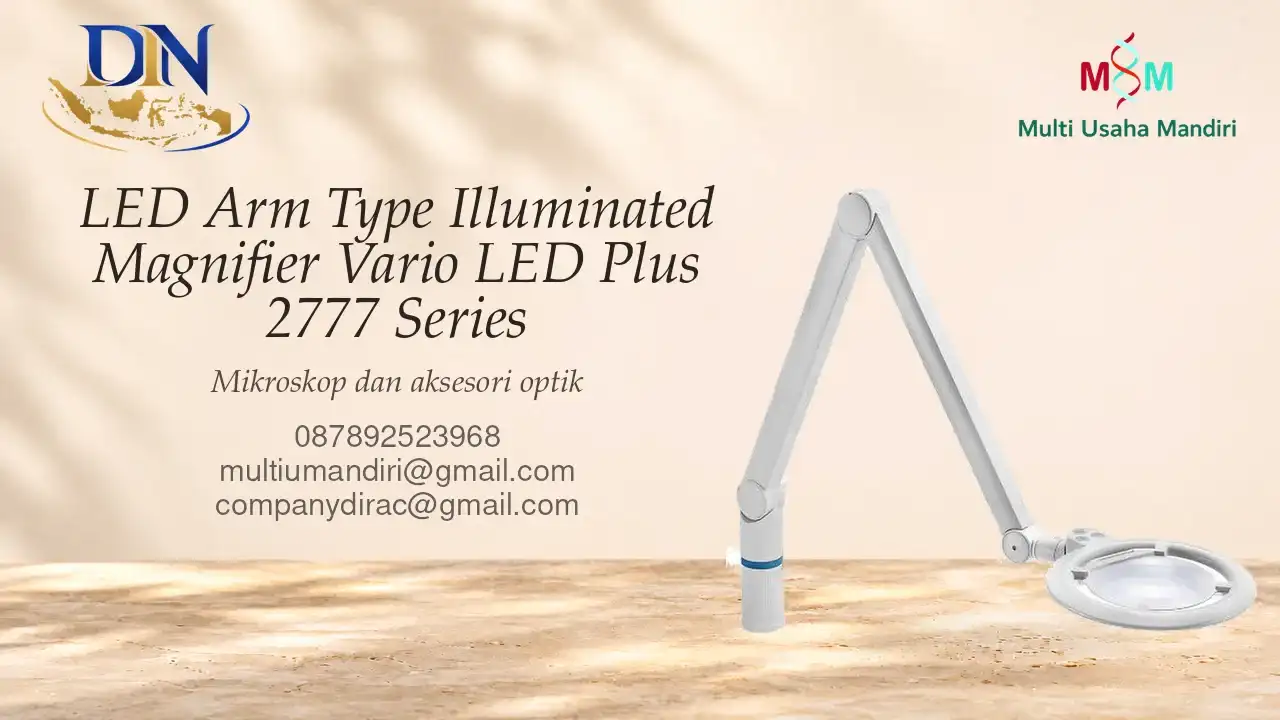 DIN
MSM
Multi Usaha Mandiri
LED Arm Type Illuminated
Magnifier Vario LED Plus
2777 Series
Mikroskop dan aksesori optik
087892523968
multiumandiri@gmail.com
companydirac@gmail.com